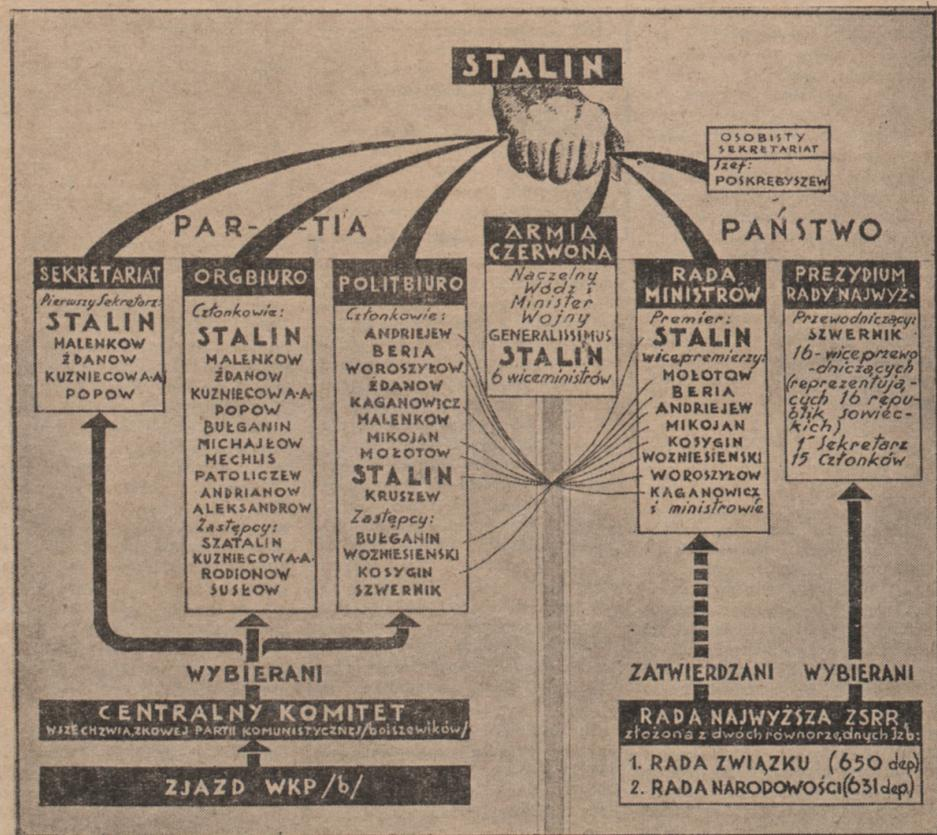 STALIN
OSOBISTY
SEKRETARIAT
Szef:
POSKREBYSZEW
PAR-TIA
PAŃSTWO
SEKRETARIAT
Pierwszy Sekretarz:
STALIN
MALENKOW
ŻDANOW
KUZNIECOW A.A.
POPOW
ORGBIURO
Członkowie:
STALIN
MALENKOW
ŻDANOW
KUZNIECOW A.A.
POPOW
BUŁGANIN
MICHAJŁOW
MECHLIS
PATOLICZEW
ANDRIANOW
ALEKSANDROW
Zastępcy:
SZATALIN
KUZNIECOW A.A.
RODIONOW
SUSŁOW
POLITBIURO
Członkowie:
ANDRIEJEW
BERIA
WOROSZYŁOW
ŻDANOW
KAGANOWICZ
MALENKOW
MIKOJAN
MOŁOTOW
STALIN
KRUSZEW
Zastępcy:
BUŁGANIN
WOZNIESIENSKI
KOSYGIN
SZWERNIK
ARMIA
CZERWONA
Naczelny
Wódz i
Minister
Wojny
GENERALISSIMUS
STALIN
6 wiceministrów
RADA
MINISTRÓW
Premier:
STALIN
wicepremierzy:
MOŁOTOW
BERIA
ANDRIEJEW
MIKOJAN
KOSYGIN
WOZNIESIENSKI
WOROSZYŁOW
KAGANOWICZ
i ministrowie
PREZYDIUM
RADY NAJWYŻ.
Przewodniczący:
SZWERNIK
16-wiceprzewo
-dniczących
(reprezentują-
cych 16 repu-
blik sowiec-
kich)
1 Sekretarz
15 Członków
WYBIERANI
CENTRALNY KOMITET
WSZECHZWIĄZKOWEJ PARTII KOMUNISTYCZNEJ /bolszewików/
ZJAZD WKP /b/
ZATWIERDZANI
WYBIERANI
RADA NAJWYŻSZA ZSRR,
złożona z dwóch równorzędnych Izb:
1. RADA ZWIĄZKU (650 dep)
2. RADA NARODOWOŚCI (631 dep.)